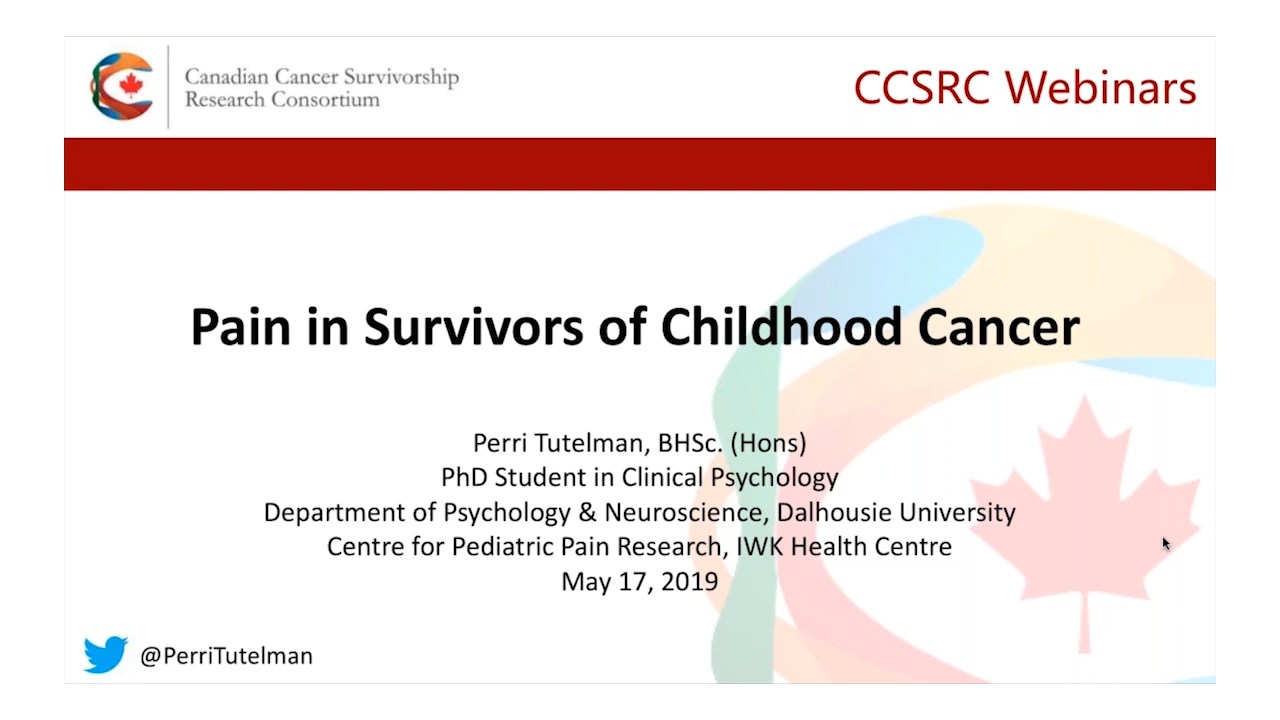 Canadian Cancer Survivorship
Research Consortium
CCSRC Webinars
Pain in Survivors of Childhood Cancer
Perri Tutelman, BHSc. (Hons)
PhD Student in Clinical Psychology
Department of Psychology & Neuroscience, Dalhousie University
Centre for Pediatric Pain Research, IWK Health Centre
May 17, 2019
@PerriTutelman